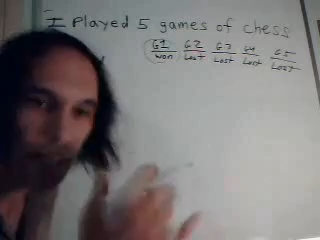 I Played 5 games of chess
G1 G2 G3 G4 G5
won Lost Lost Lost Lost